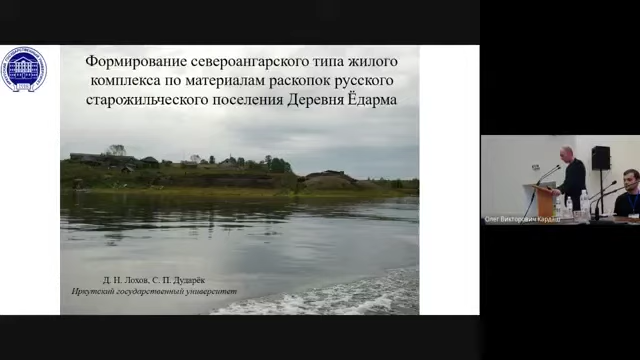 Формирование североангарского типа жилого
комплекса по материалам раскопок русского
старожильческого поселения Деревня Ёдарма
Д. Н. Лохов, С. П. Дударёк
Иркутский государственный университет
Олег Викторович Кардаш